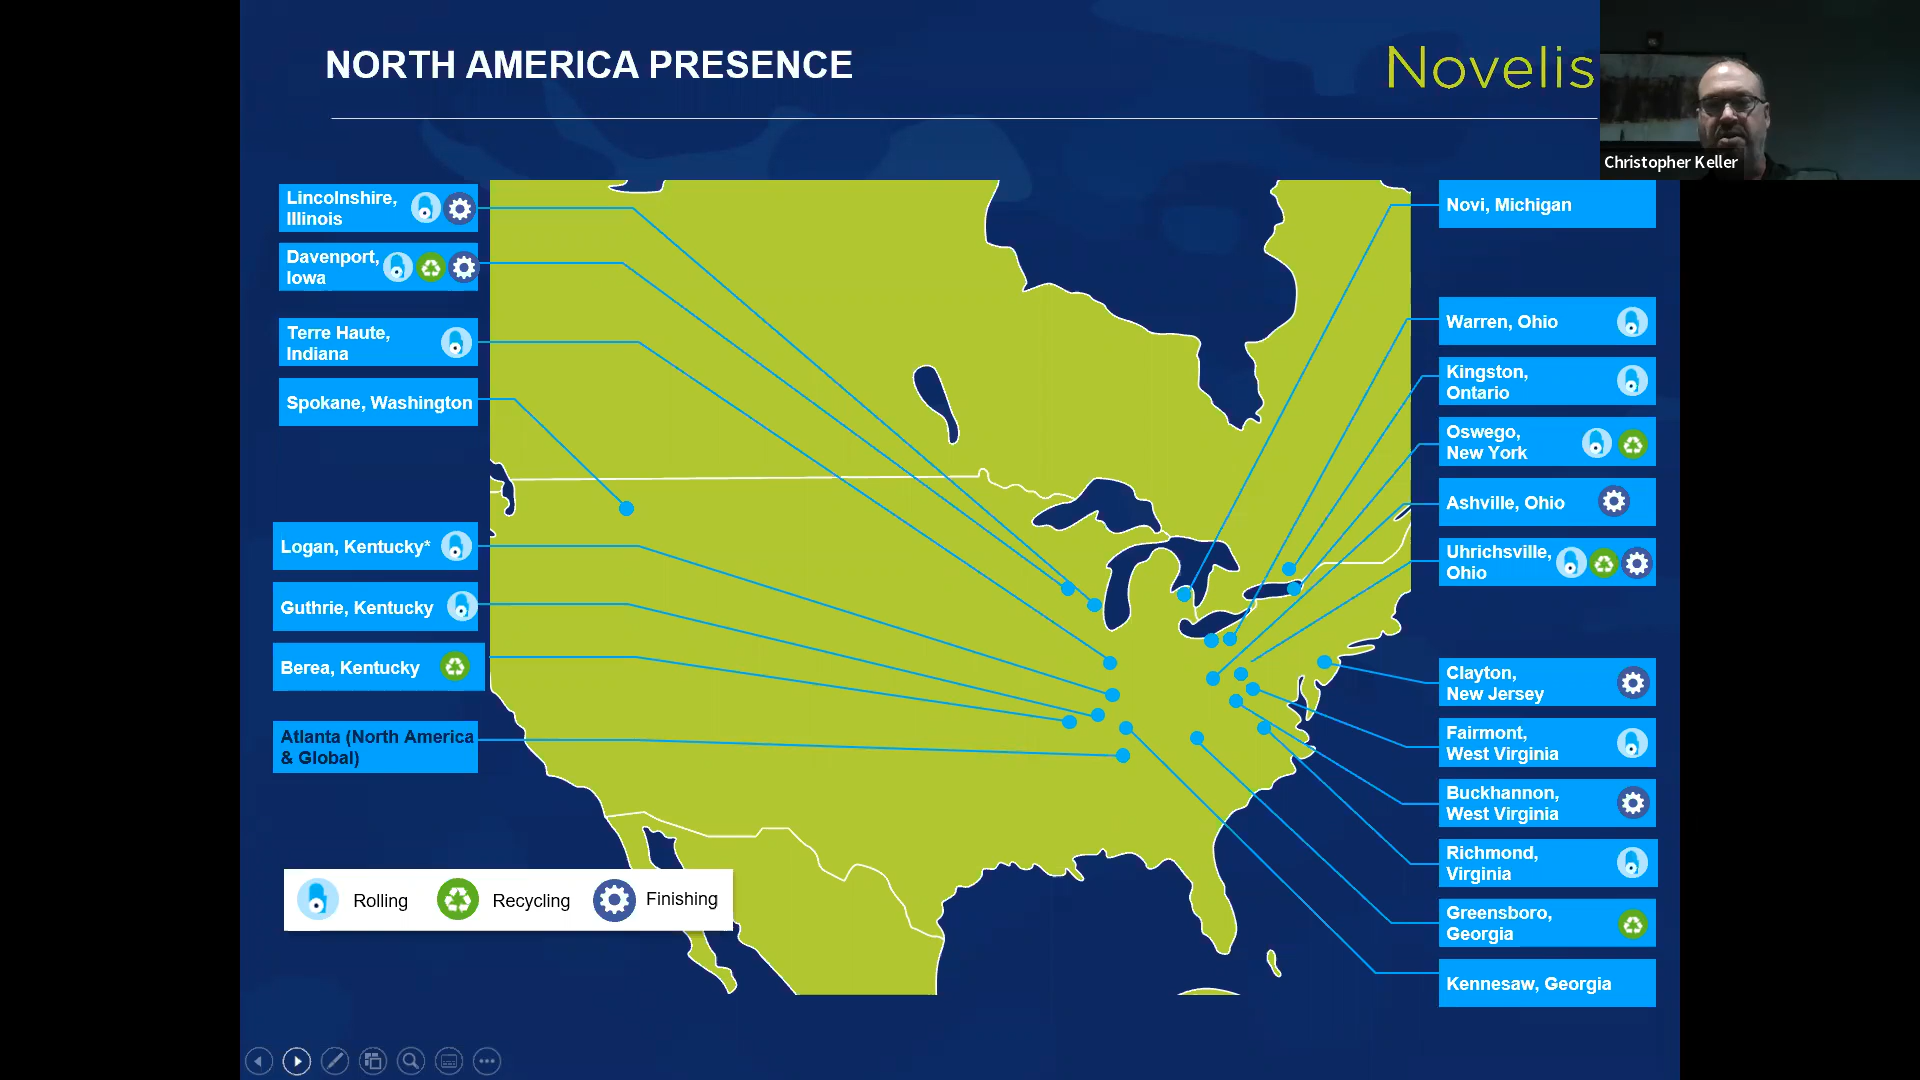 NORTH AMERICA PRESENCE
Novelis
Christopher Keller
Lincolnshire,
Illinois
Davenport,
Iowa
Terre Haute,
Indiana
Spokane, Washington
Logan, Kentucky*
Guthrie, Kentucky
Berea, Kentucky
Atlanta (North America
& Global)
Rolling
Recycling
Finishing
Novi, Michigan
Warren, Ohio
Kingston,
Ontario
Oswego,
New York
Ashville, Ohio
Uhrichsville,
Ohio
Clayton,
New Jersey
Fairmont,
West Virginia
Buckhannon,
West Virginia
Richmond,
Virginia
Greensboro,
Georgia
Kennesaw, Georgia